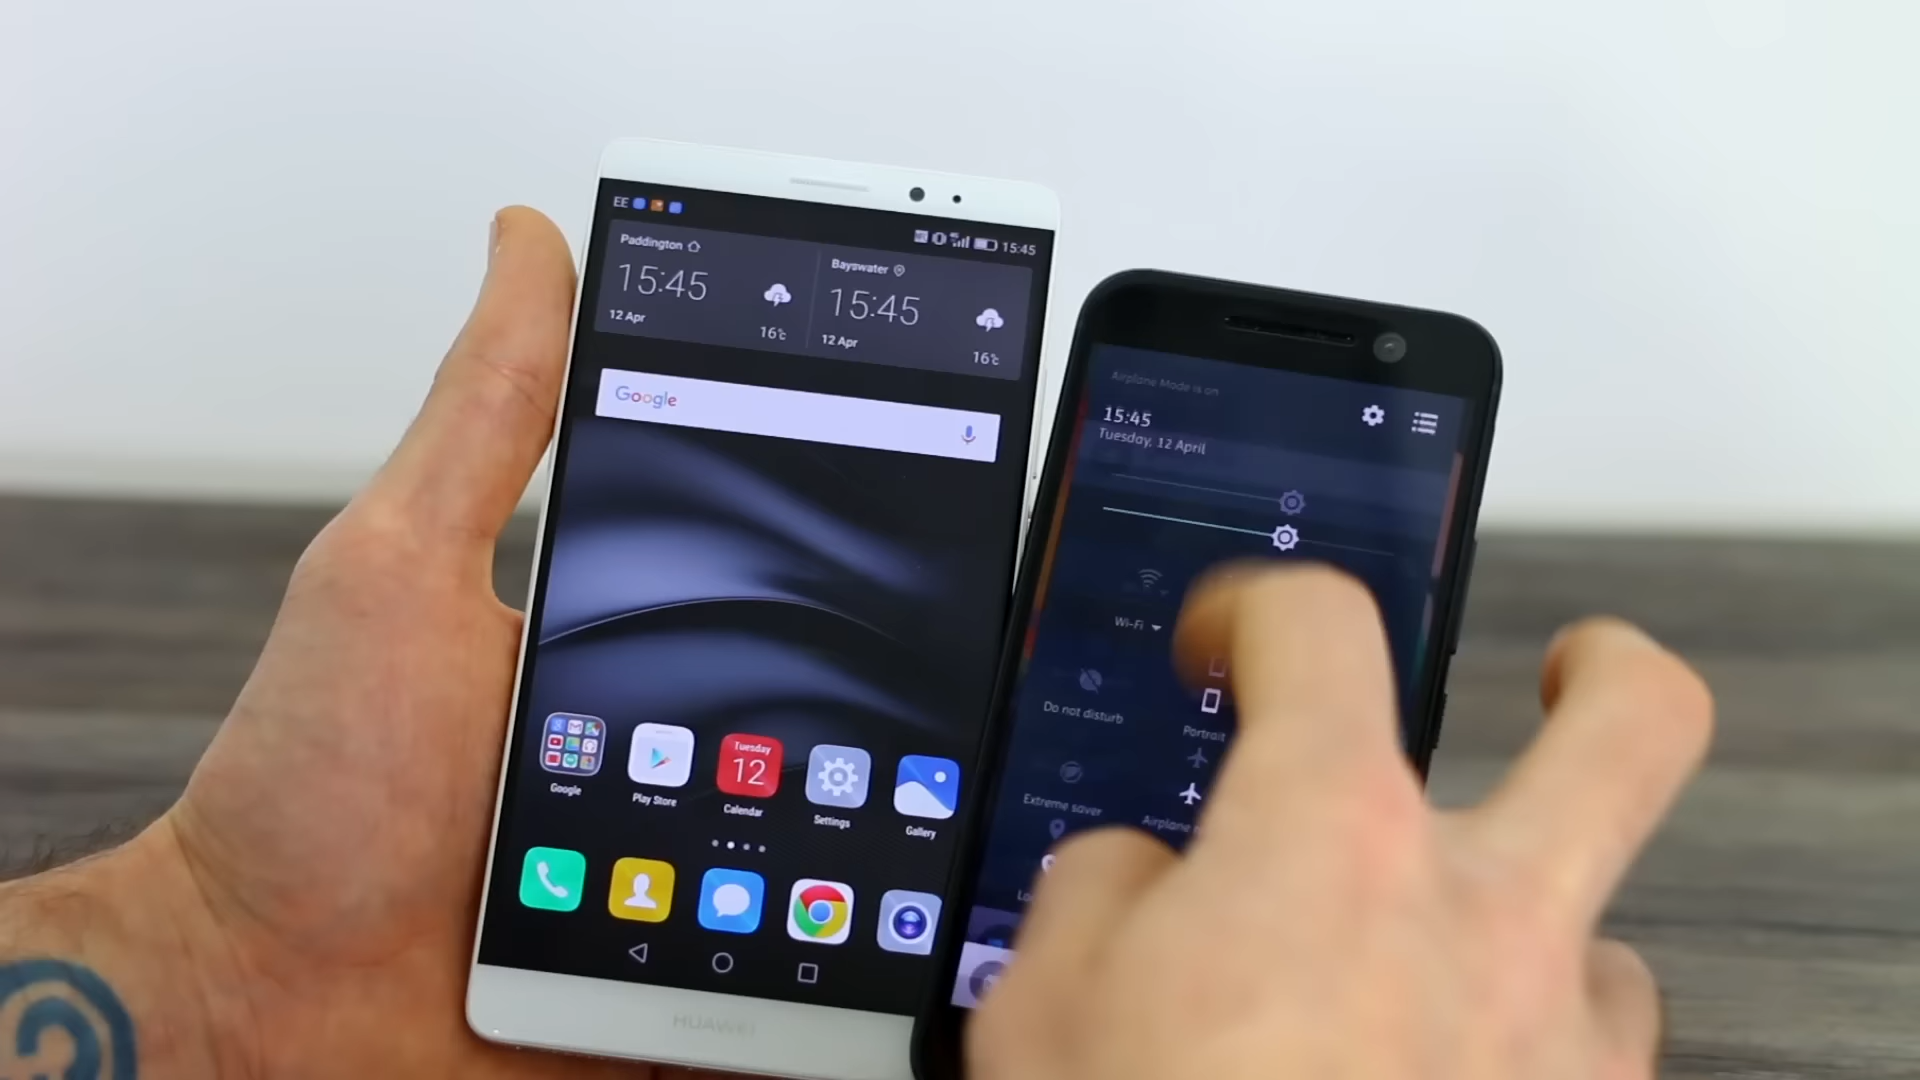 EE
15:45
Paddington
15:45
12 Apr
16℃
Bayswater
15:45
12 Apr
16℃
Google
Google
Play Store
Tuesday
12
Calendar
Settings
Gallery
HUAWEI
Airplane Mode is on
15:45
Tuesday, 12 April
Wi-Fi
Do not disturb
Portrait
Extreme saver
Airplane